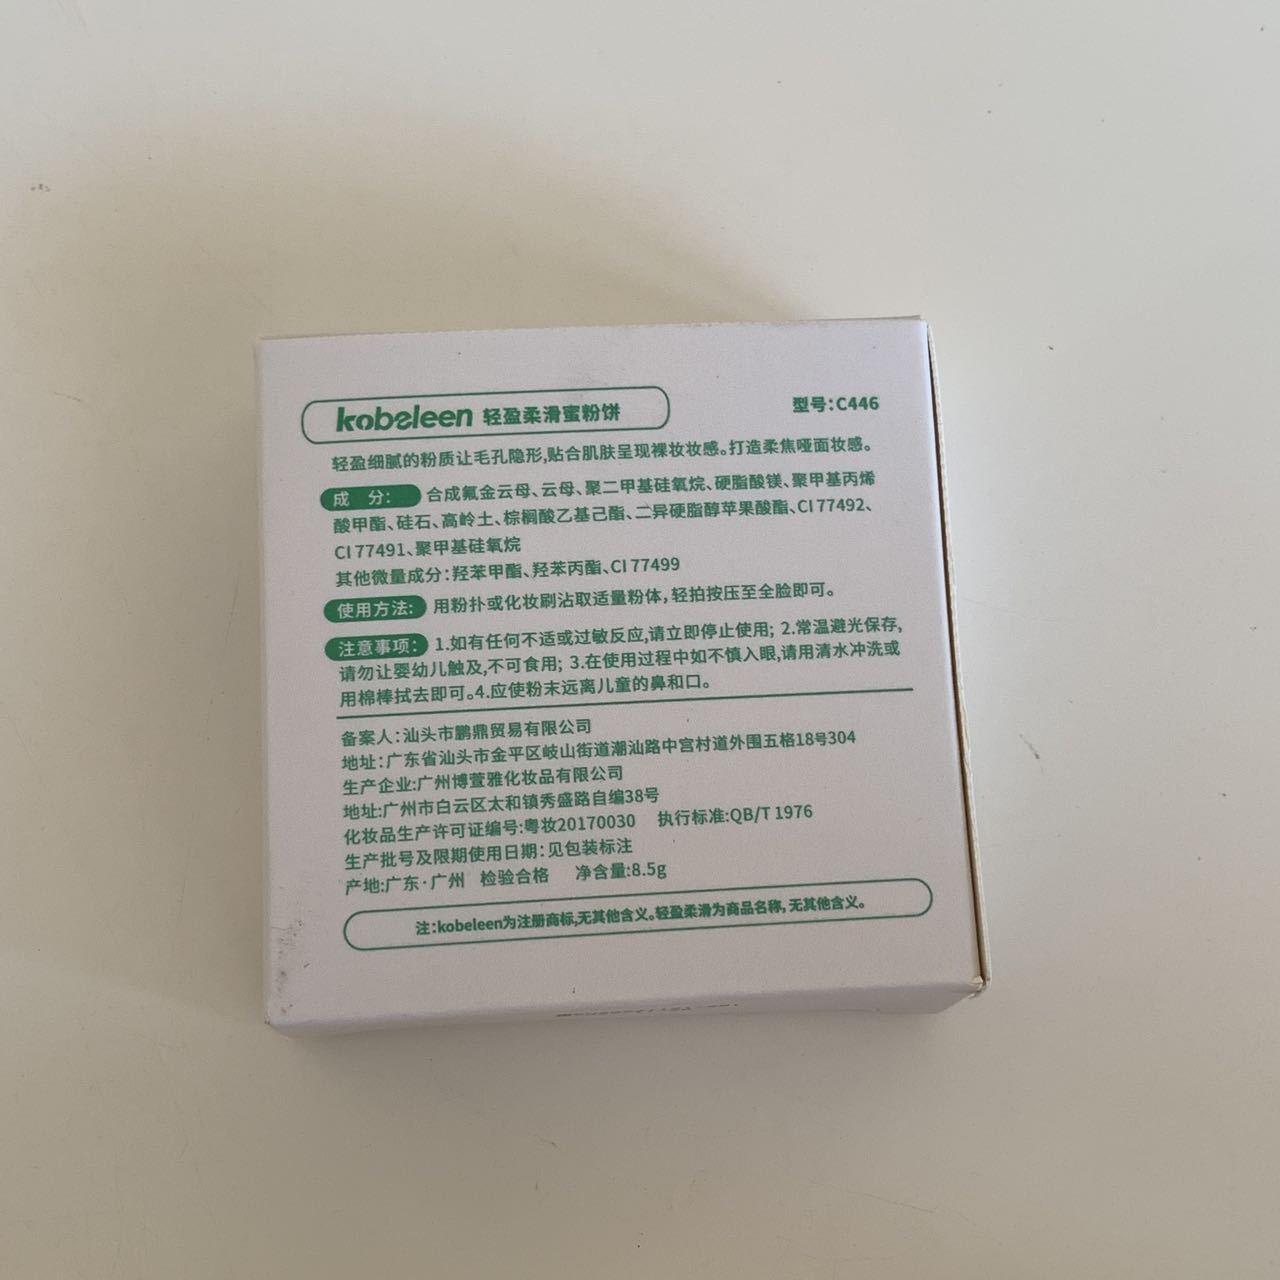 kobeleen 轻盈柔滑蜜粉饼 型号:C446
轻盈细腻的粉质让毛孔隐形,贴合肌肤呈现裸妆妆感。打造柔焦哑面妆感。
成 分: 合成氟金云母、云母、聚二甲基硅氧烷、硬脂酸镁、聚甲基丙烯
酸甲酯、硅石、高岭土、棕榈酸乙基己酯、二异硬脂醇苹果酸酯、CI 77492、
CI 77491、聚甲基硅氧烷
其他微量成分:羟苯甲酯、羟苯丙酯、CI 77499
使用方法: 用粉扑或化妆刷沾取适量粉体,轻拍按压至全脸即可。
注意事项: 1.如有任何不适或过敏反应,请立即停止使用; 2.常温避光保存,
请勿让婴幼儿触及,不可食用; 3.在使用过程中如不慎入眼,请用清水冲洗或
用棉棒拭去即可。4.应使粉末远离儿童的鼻和口。
备案人:汕头市鹏鼎贸易有限公司
地址:广东省汕头市金平区岐山街道潮汕路中宫村道外围五格18号304
生产企业:广州博萱雅化妆品有限公司
地址:广州市白云区太和镇秀盛路自编38号
化妆品生产许可证编号:粤妆20170030 执行标准:QB/T 1976
生产批号及限期使用日期:见包装标注
产地:广东·广州 检验合格 净含量:8.5g
注:kobeleen为注册商标,无其他含义。轻盈柔滑为商品名称,无其他含义。